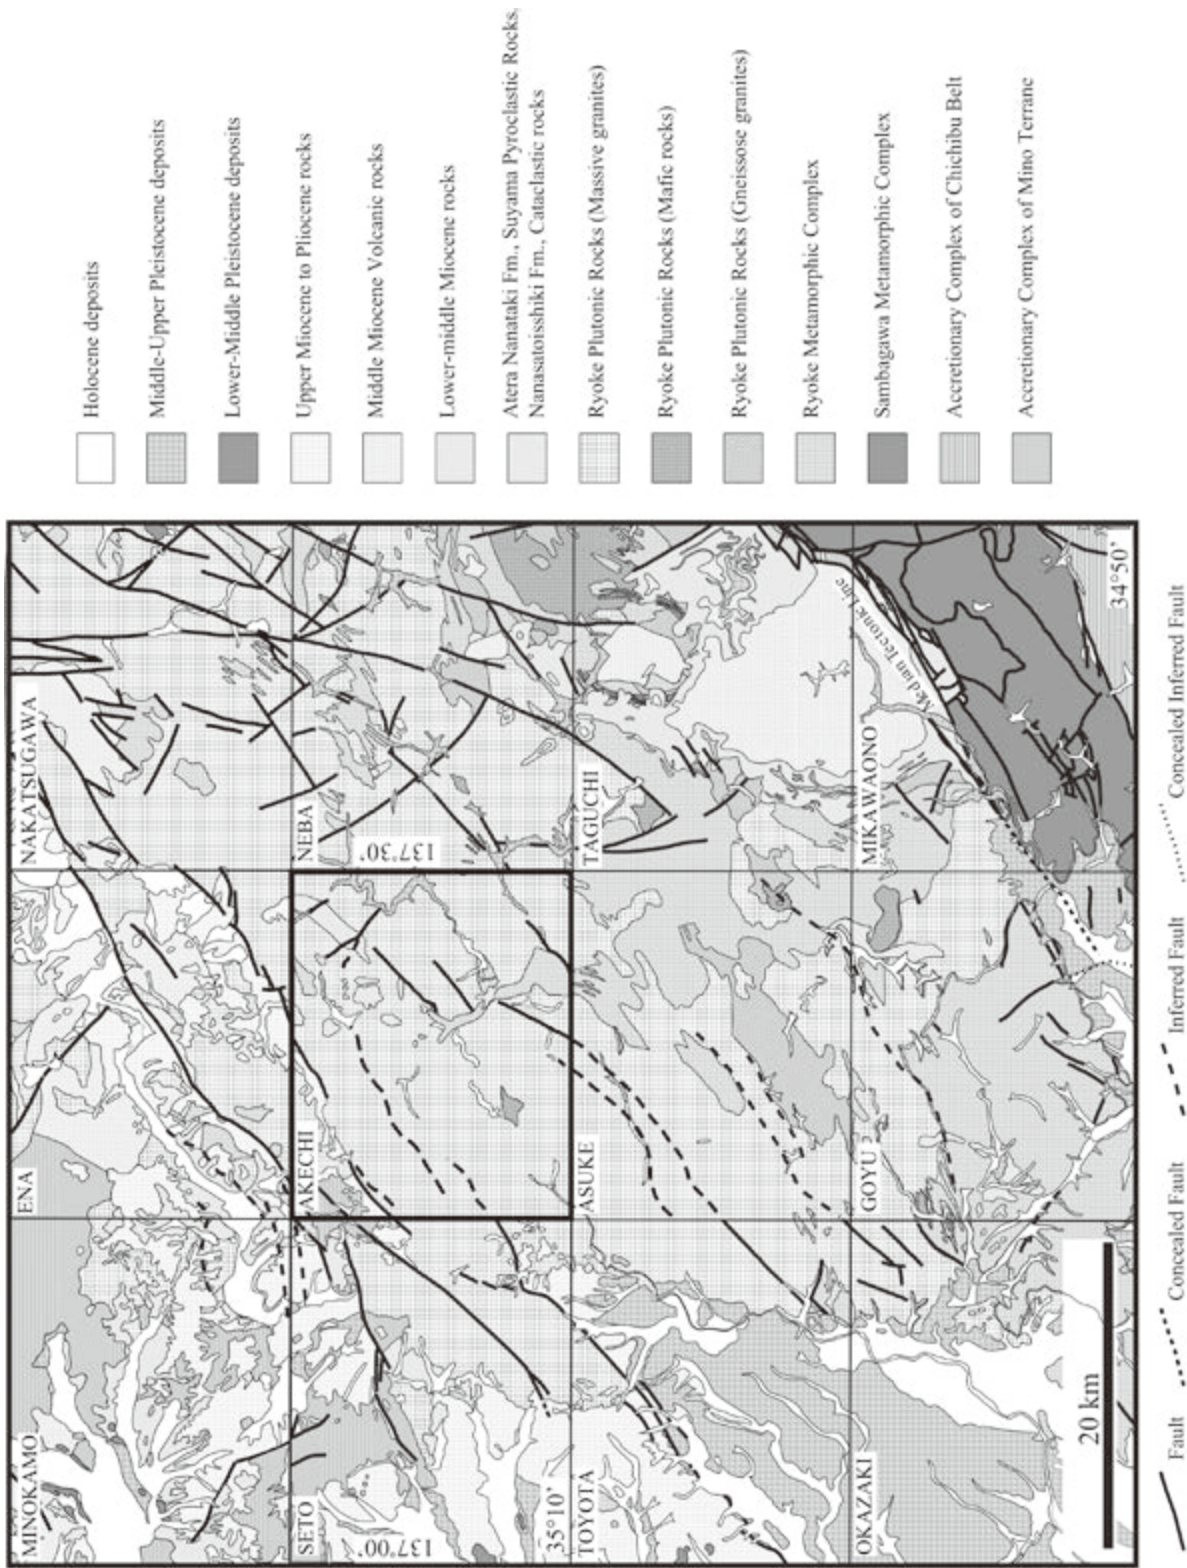 MINOKAMO
ENA
NAKATSUGAWA
SETO
AKECHI
NEBA
137°00'
137°30'
35°10'
TOYOTA
ASUKE
TAGUCHI
OKAZAKI
GOYU
MIKAWAONO
Median Tectonic Line
34°50'
20 km
Holocene deposits
Middle-Upper Pleistocene deposits
Lower-Middle Pleistocene deposits
Upper Miocene to Pliocene rocks
Middle Miocene Volcanic rocks
Lower-middle Miocene rocks
Atera Nanataki Fm., Suyama Pyroclastic Rocks,
Nanasatoisshiki Fm., Cataclastic rocks
Ryoke Plutonic Rocks (Massive granites)
Ryoke Plutonic Rocks (Mafic rocks)
Ryoke Plutonic Rocks (Gneissose granites)
Ryoke Metamorphic Complex
Sambagawa Metamorphic Complex
Accretionary Complex of Chichibu Belt
Accretionary Complex of Mino Terrane
Fault
Concealed Fault
Inferred Fault
Concealed Inferred Fault